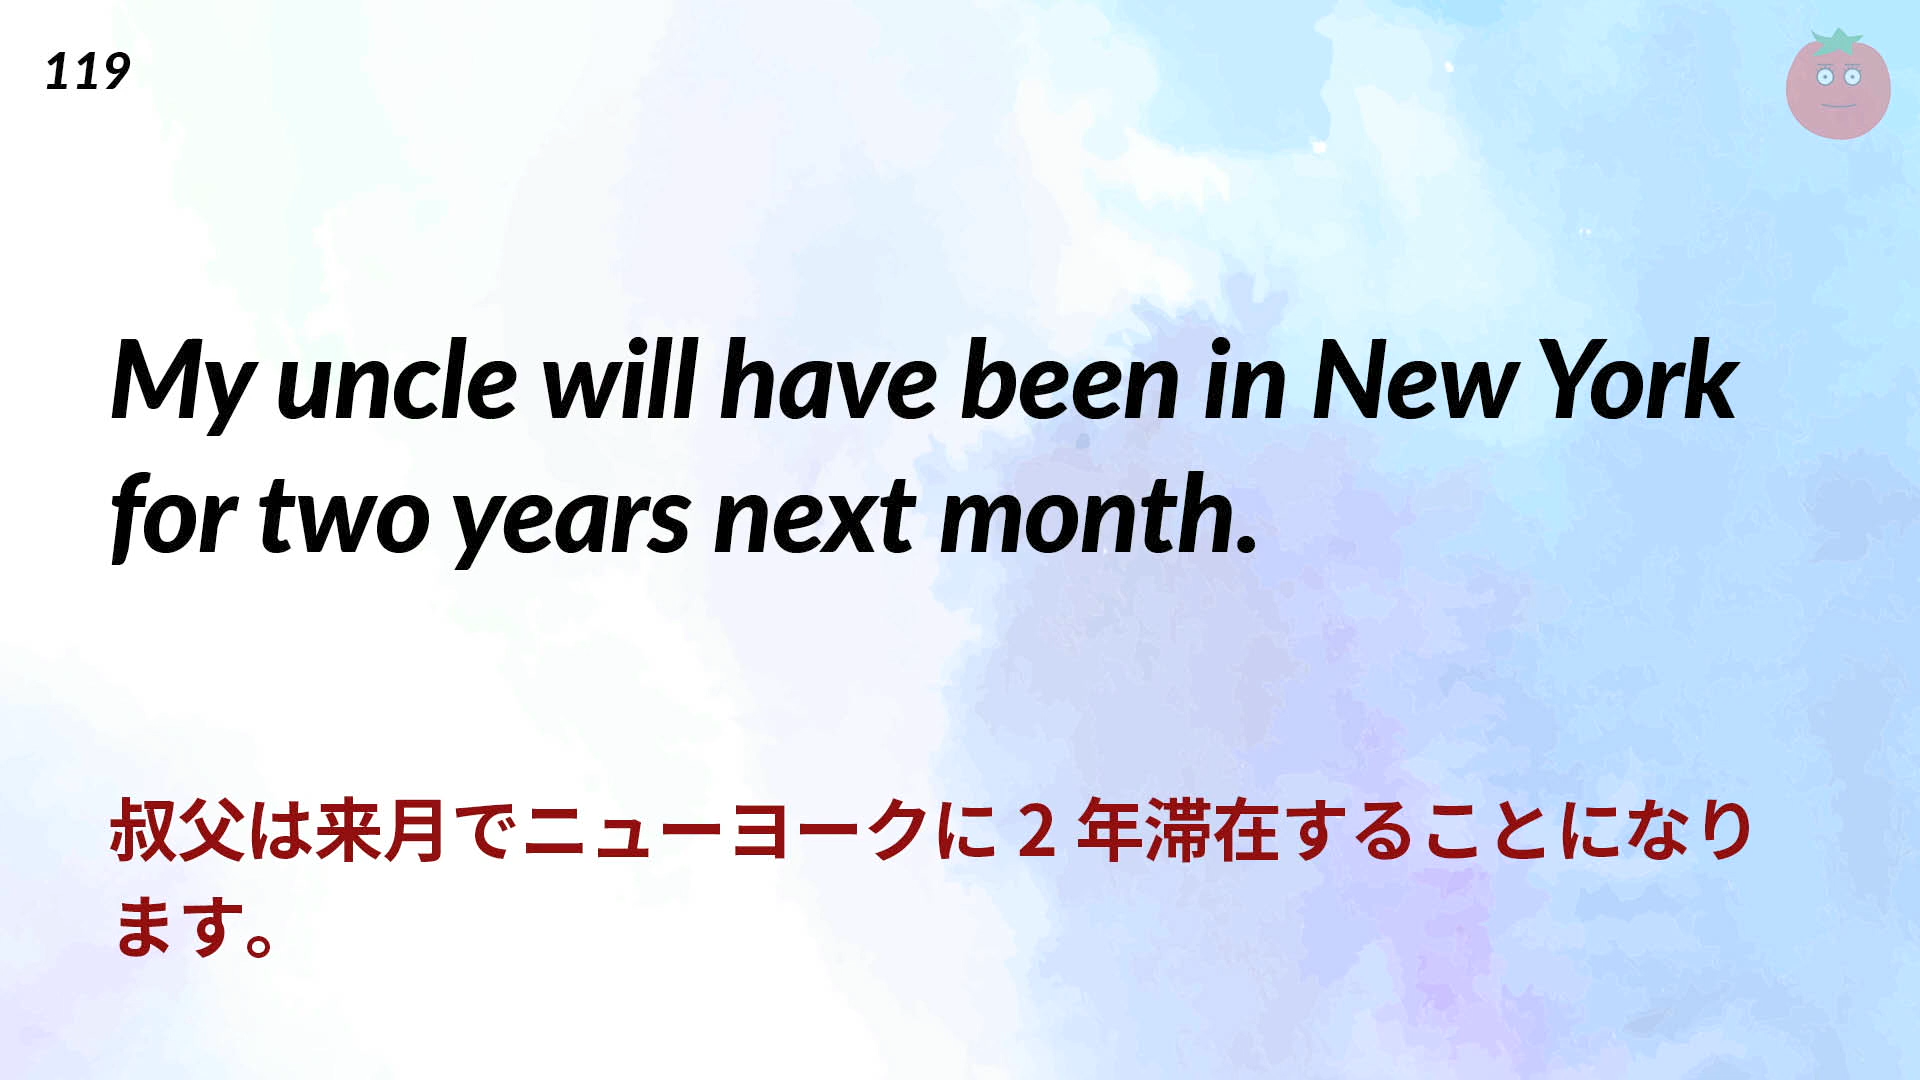 119
My uncle will have been in New York
for two years next month.
叔父は来月でニューヨークに 2 年滞在することになり
ます。